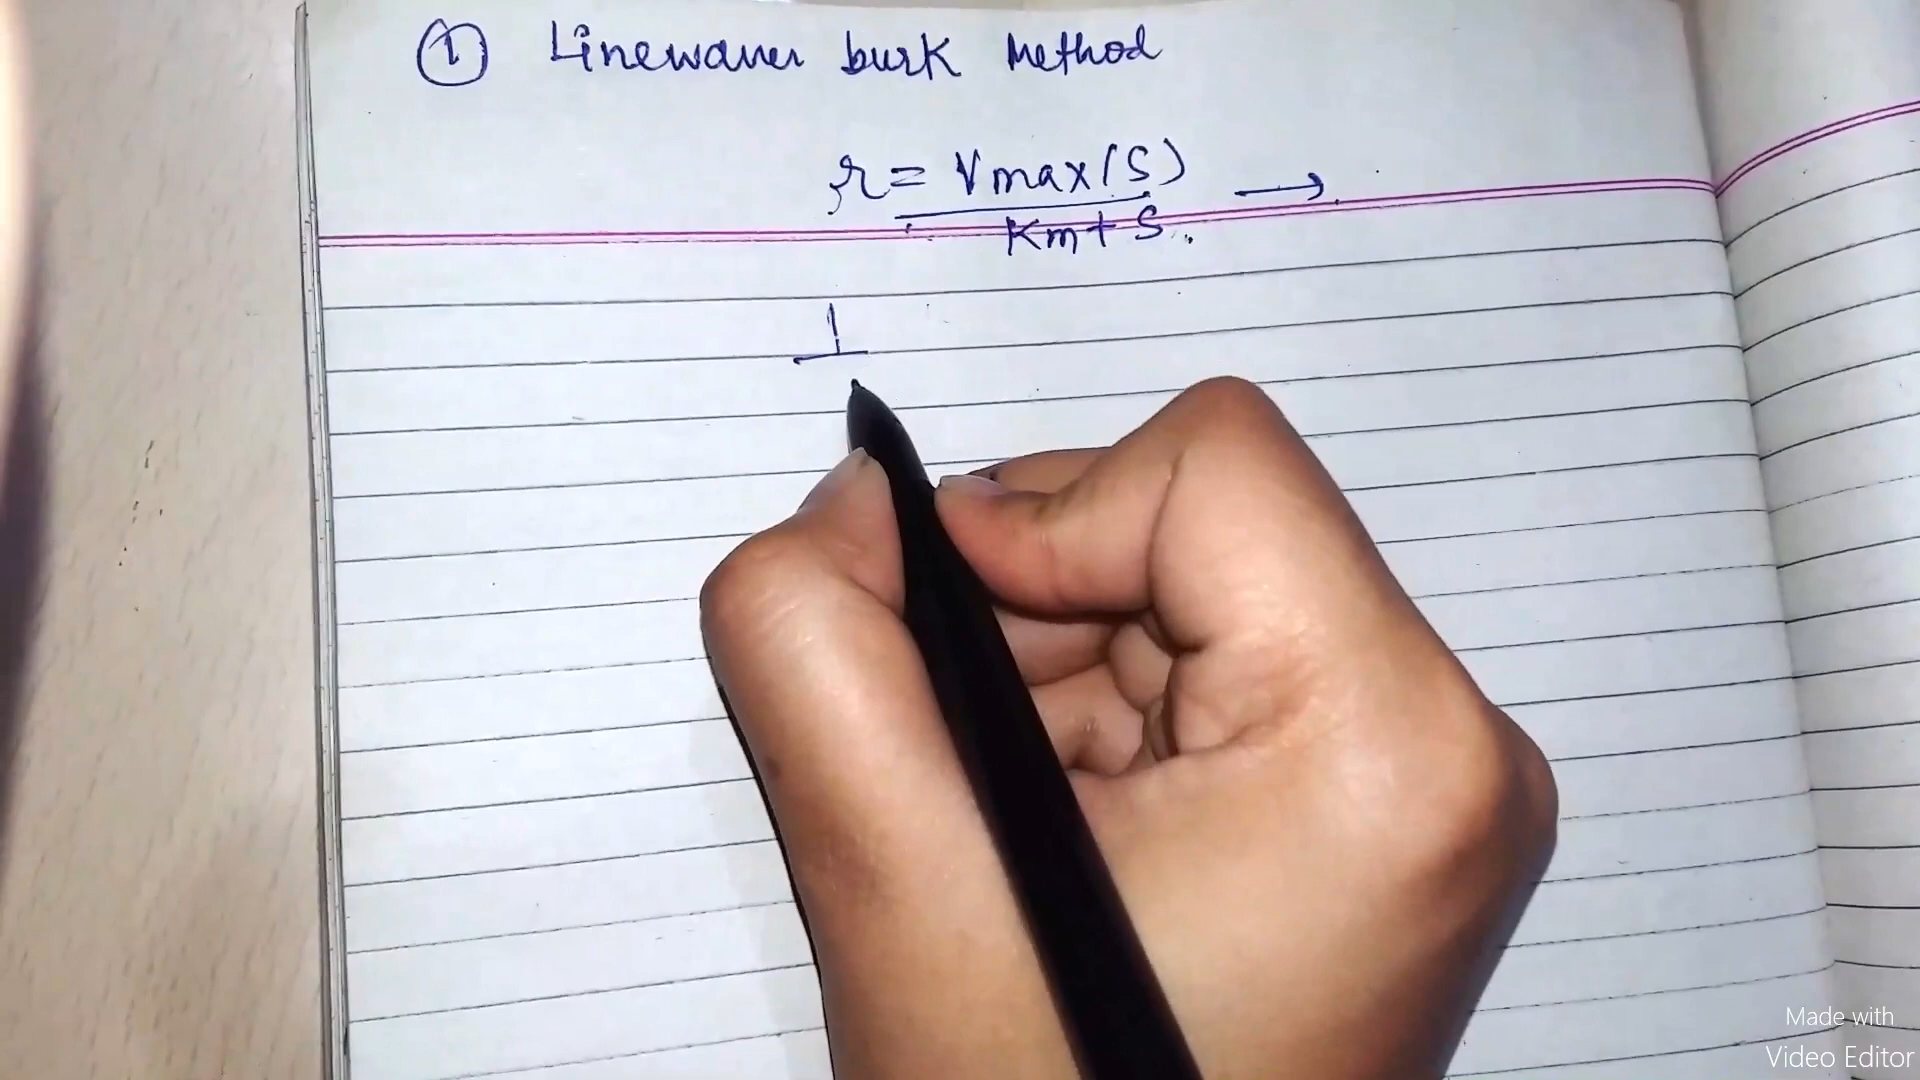 ① Linewaver burk Method
r = Vmax(S) →
Km + S
1
Made with
Video Editor